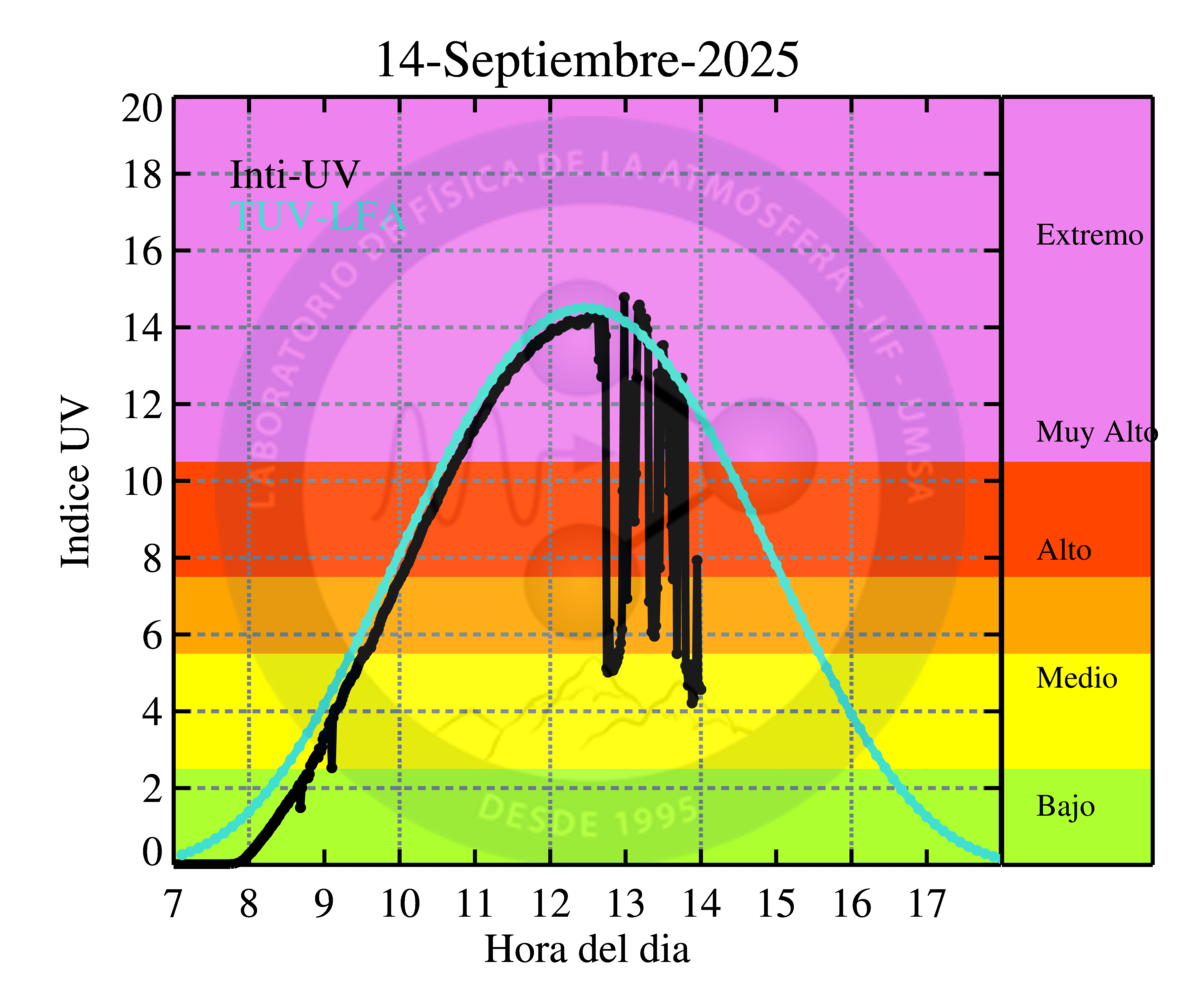 14-Septiembre-2025
20
18
16
14
12
10
8
6
4
2
0
Indice UV
Inti-UV
TUV-LFA
LABORATORIO DE FÍSICA DE LA ATMÓSFERA - IIF - UMSA
DESDE 1995
Extremo
Muy Alto
Alto
Medio
Bajo
7 8 9 10 11 12 13 14 15 16 17
Hora del dia